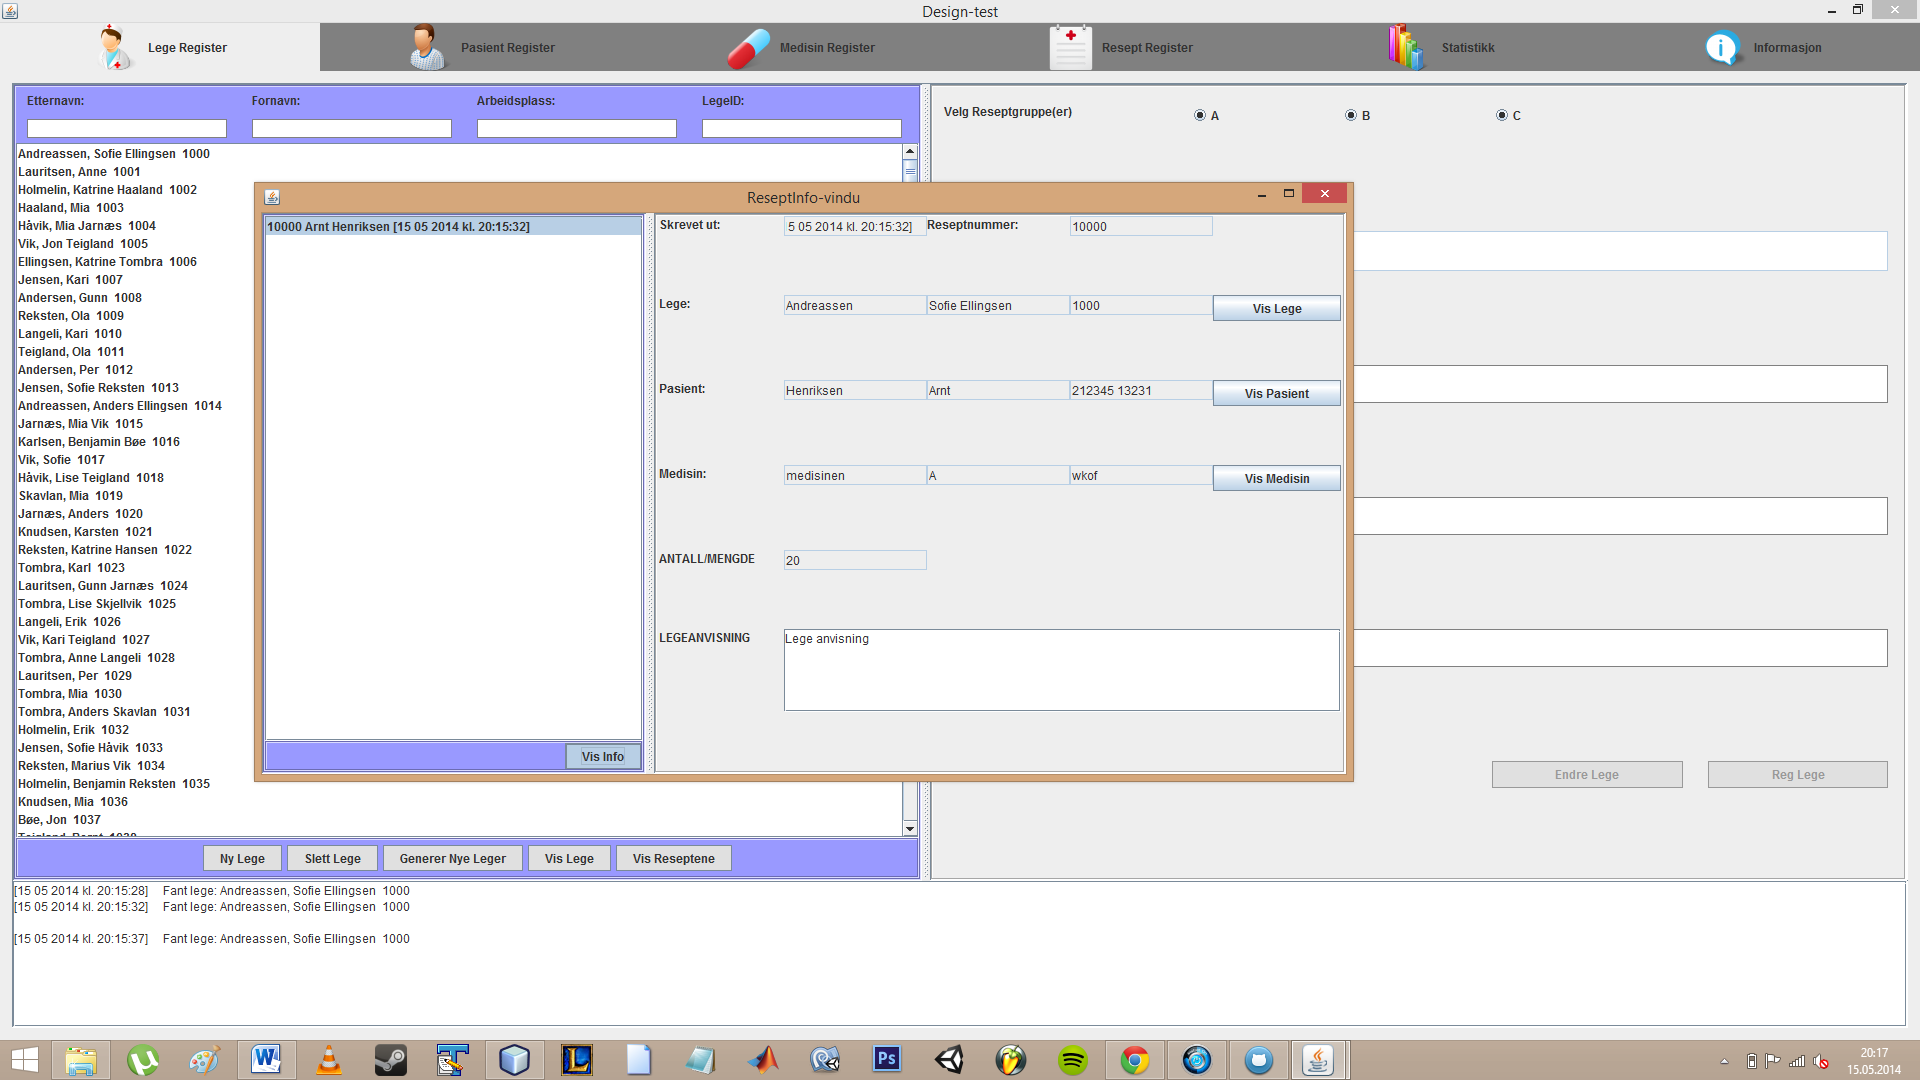 Design-test
Lege Register
Pasient Register
Medisin Register
Resept Register
Statistikk
Informasjon
Etternavn:
Fornavn:
Arbeidsplass:
LegeID:
Andreassen, Sofie Ellingsen 1000
Lauritsen, Anne 1001
Holmelin, Katrine Haaland 1002
Haaland, Mia 1003
Håvik, Mia Jarnæs 1004
Vik, Jon Teigland 1005
Ellingsen, Katrine Tombra 1006
Jensen, Kari 1007
Andersen, Gunn 1008
Reksten, Ola 1009
Langeli, Kari 1010
Teigland, Ola 1011
Andersen, Per 1012
Jensen, Sofie Reksten 1013
Andreassen, Anders Ellingsen 1014
Jarnæs, Mia Vik 1015
Karlsen, Benjamin Bøe 1016
Vik, Sofie 1017
Håvik, Lise Teigland 1018
Skavlan, Mia 1019
Jarnæs, Anders 1020
Knudsen, Karsten 1021
Reksten, Katrine Hansen 1022
Tombra, Karl 1023
Lauritsen, Gunn Jarnæs 1024
Tombra, Lise Skjellvik 1025
Langeli, Erik 1026
Vik, Kari Teigland 1027
Tombra, Anne Langeli 1028
Lauritsen, Per 1029
Tombra, Mia 1030
Tombra, Anders Skavlan 1031
Holmelin, Erik 1032
Jensen, Sofie Håvik 1033
Reksten, Marius Vik 1034
Holmelin, Benjamin Reksten 1035
Knudsen, Mia 1036
Bøe, Jon 1037
Ny Lege
Slett Lege
Generer Nye Leger
Vis Lege
Vis Reseptene
Velg Reseptgruppe(er)
A
B
C
Endre Lege
Reg Lege
ReseptInfo-vindu
10000 Arnt Henriksen [15 05 2014 kl. 20:15:32]
Vis Info
Skrevet ut:
5 05 2014 kl. 20:15:32]
Reseptnummer:
10000
Lege:
Andreassen
Sofie Ellingsen
1000
Vis Lege
Pasient:
Henriksen
Arnt
212345 13231
Vis Pasient
Medisin:
medisinen
A
wkof
Vis Medisin
ANTALL/MENGDE
20
LEGEANVISNING
Lege anvisning
[15 05 2014 kl. 20:15:28] Fant lege: Andreassen, Sofie Ellingsen 1000
[15 05 2014 kl. 20:15:32] Fant lege: Andreassen, Sofie Ellingsen 1000
[15 05 2014 kl. 20:15:37] Fant lege: Andreassen, Sofie Ellingsen 1000
Ps
20:17
15.05.2014